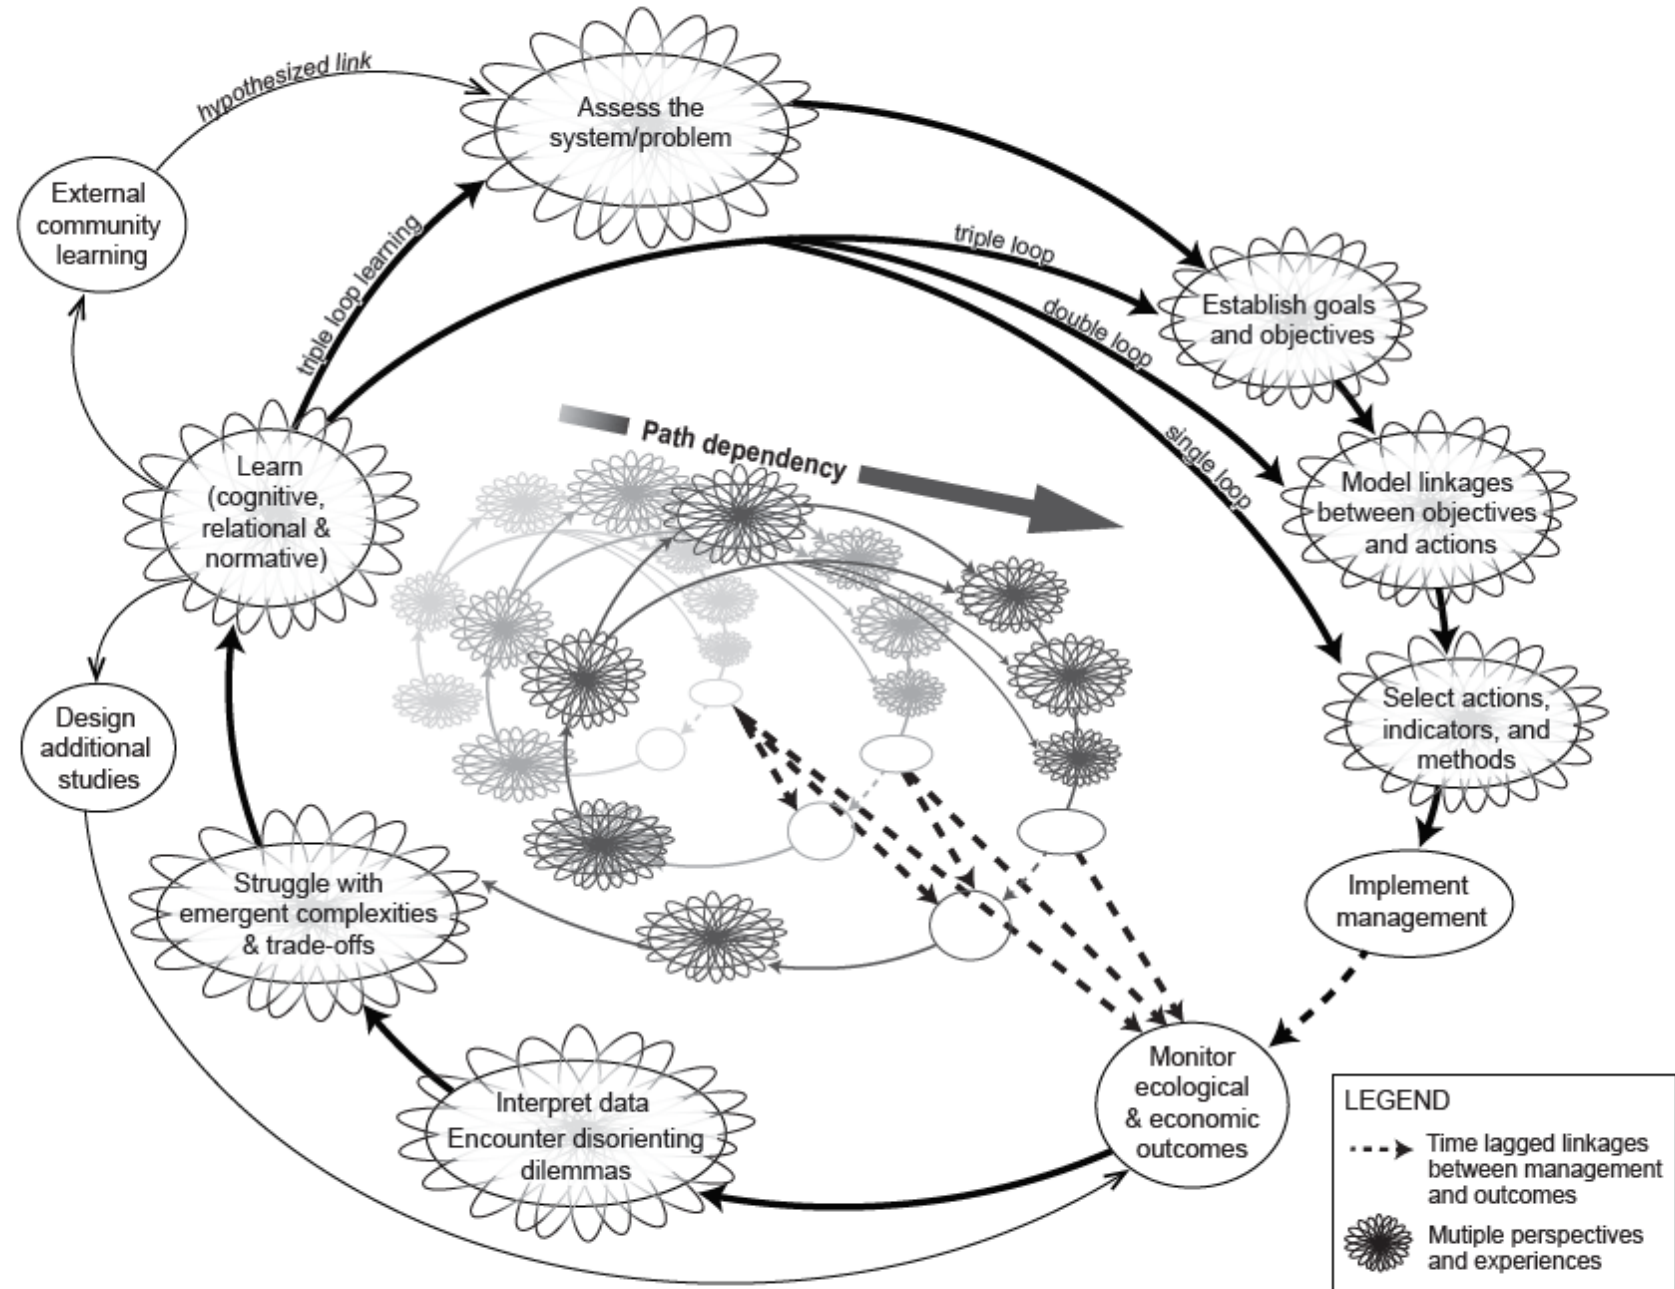 hypothesized link
Assess the
system/problem
External
community
learning
triple loop learning
triple loop
double loop
single loop
Establish goals
and objectives
Model linkages
between objectives
and actions
Select actions,
indicators, and
methods
Implement
management
Path dependency
Learn
(cognitive,
relational &
normative)
Design
additional
studies
Struggle with
emergent complexities
& trade-offs
Interpret data
Encounter disorienting
dilemmas
Monitor
ecological
& economic
outcomes
LEGEND
Time lagged linkages
between management
and outcomes
Mutiple perspectives
and experiences